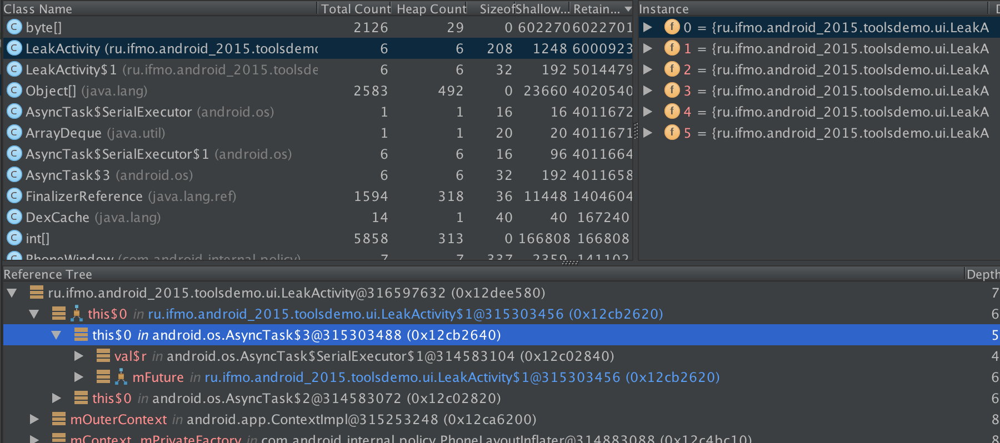 Class Name Total Count Heap Count Sizeof Shallow... Retain...
byte[] 2126 29 0 602270 6022701
LeakActivity (ru.ifmo.android_2015.toolsdemo 6 6 208 1248 6000923
LeakActivity$1 (ru.ifmo.android_2015.toolsde 6 6 32 192 5014479
Object[] (java.lang) 2583 492 0 23660 4020540
AsyncTask$SerialExecutor (android.os) 1 1 16 16 4011672
ArrayDeque (java.util) 1 1 20 20 4011671
AsyncTask$SerialExecutor$1 (android.os) 6 6 16 96 4011664
AsyncTask$3 (android.os) 6 6 32 192 4011658
FinalizerReference (java.lang.ref) 1594 318 36 11448 1404604
DexCache (java.lang) 14 1 40 40 167240
int[] 5858 313 0 166808 166808
PhoneWindow (com.android.internal.policy) 7 7 337 2359 141102
Instance D
0 = {ru.ifmo.android_2015.toolsdemo.ui.LeakA
1 = {ru.ifmo.android_2015.toolsdemo.ui.LeakA
2 = {ru.ifmo.android_2015.toolsdemo.ui.LeakA
3 = {ru.ifmo.android_2015.toolsdemo.ui.LeakA
4 = {ru.ifmo.android_2015.toolsdemo.ui.LeakA
5 = {ru.ifmo.android_2015.toolsdemo.ui.LeakA
Reference Tree Depth
ru.ifmo.android_2015.toolsdemo.ui.LeakActivity@316597632 (0x12dee580) 7
this$0 in ru.ifmo.android_2015.toolsdemo.ui.LeakActivity$1@315303456 (0x12cb2620) 6
this$0 in android.os.AsyncTask$3@315303488 (0x12cb2640) 5
val$r in android.os.AsyncTask$SerialExecutor$1@314583104 (0x12c02840) 4
mFuture in ru.ifmo.android_2015.toolsdemo.ui.LeakActivity$1@315303456 (0x12cb2620) 6
this$0 in android.os.AsyncTask$2@314583072 (0x12c02820) 6
mOuterContext in android.app.ContextImpl@315253248 (0x12ca6200) 8
mContext, mPrivateFactory in com.android.internal.policy.PhoneLayoutInflater@314883088 (0x12c4bc10) 8